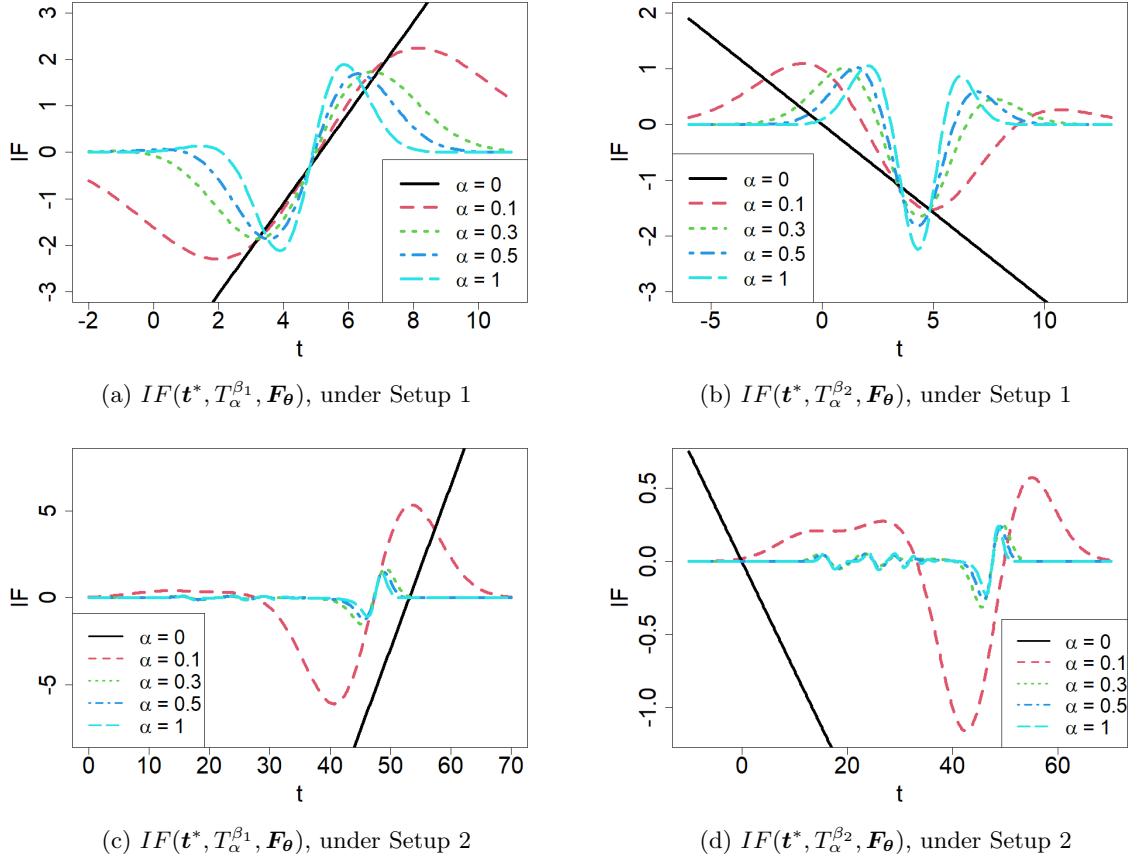 3
2
1
0
-1
-2
-3
IF
-2 0 2 4 6 8 10
t
α = 0
α = 0.1
α = 0.3
α = 0.5
α = 1
(a) IF(t*, T_α^{β_1}, F_θ), under Setup 1
2
1
0
-1
-2
-3
IF
-5 0 5 10
t
α = 0
α = 0.1
α = 0.3
α = 0.5
α = 1
(b) IF(t*, T_α^{β_2}, F_θ), under Setup 1
5
0
-5
IF
0 10 20 30 40 50 60 70
t
α = 0
α = 0.1
α = 0.3
α = 0.5
α = 1
(c) IF(t*, T_α^{β_1}, F_θ), under Setup 2
0.5
0.0
-0.5
-1.0
IF
0 20 40 60
t
α = 0
α = 0.1
α = 0.3
α = 0.5
α = 1
(d) IF(t*, T_α^{β_2}, F_θ), under Setup 2